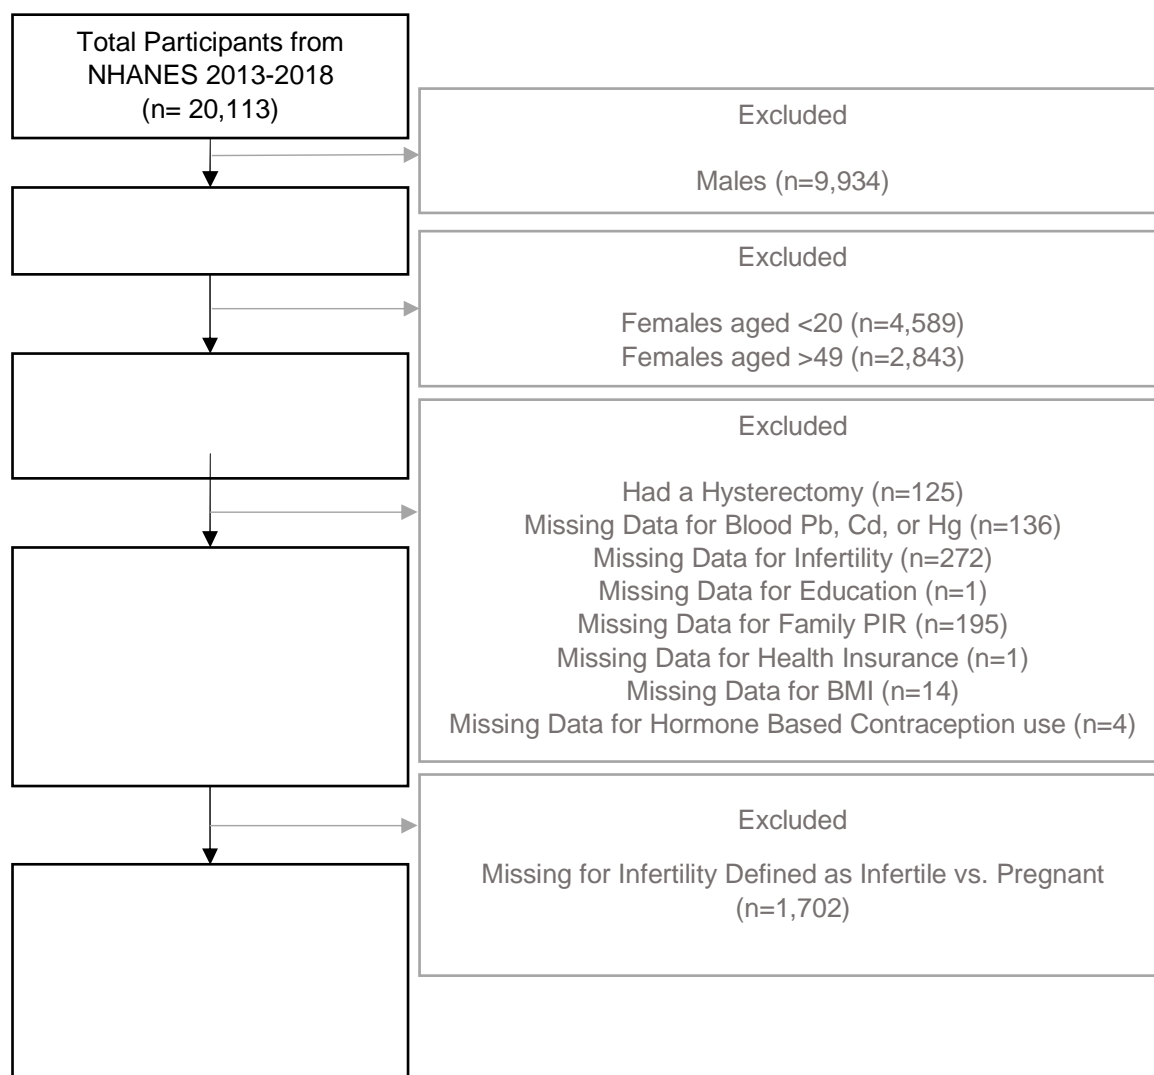 Total Participants from
NHANES 2013-2018
(n= 20,113)
Excluded
Males (n=9,934)
Excluded
Females aged <20 (n=4,589)
Females aged >49 (n=2,843)
Excluded
Had a Hysterectomy (n=125)
Missing Data for Blood Pb, Cd, or Hg (n=136)
Missing Data for Infertility (n=272)
Missing Data for Education (n=1)
Missing Data for Family PIR (n=195)
Missing Data for Health Insurance (n=1)
Missing Data for BMI (n=14)
Missing Data for Hormone Based Contraception use (n=4)
Excluded
Missing for Infertility Defined as Infertile vs. Pregnant
(n=1,702)